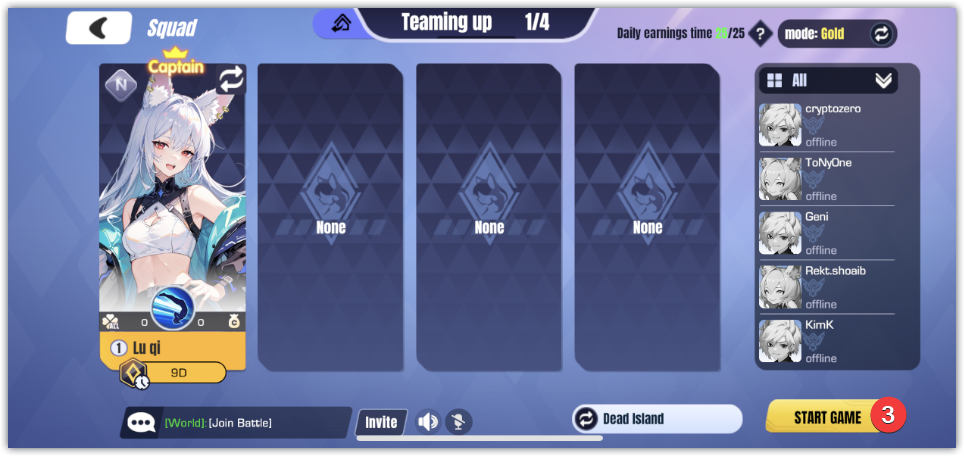 Squad
Teaming up 1/4
Daily earnings time 25/25 ?
mode: Gold
Captain
N
All
cryptozero
offline
ToNyOne
offline
Geni
offline
Rekt.shoaib
offline
KimK
offline
None
None
None
ALL 0 0 C
1 Lu qi
9D
[World]: [Join Battle]
Invite
Dead Island
START GAME 3